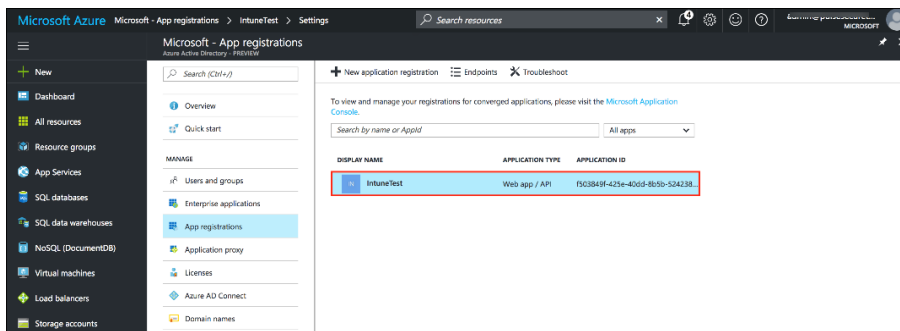 Microsoft Azure Microsoft - App registrations > IntuneTest > Settings
Search resources
4
MICROSOFT
Microsoft - App registrations
Azure Active Directory - PREVIEW
New
Dashboard
All resources
Resource groups
App Services
SQL databases
SQL data warehouses
NoSQL (DocumentDB)
Virtual machines
Load balancers
Storage accounts
Search (Ctrl+/)
Overview
Quick start
MANAGE
Users and groups
Enterprise applications
App registrations
Application proxy
Licenses
Azure AD Connect
Domain names
New application registration Endpoints Troubleshoot
To view and manage your registrations for converged applications, please visit the Microsoft Application
Console.
Search by name or AppId
All apps
DISPLAY NAME APPLICATION TYPE APPLICATION ID
IN IntuneTest Web app / API f503849f-425e-40dd-8b5b-524238...